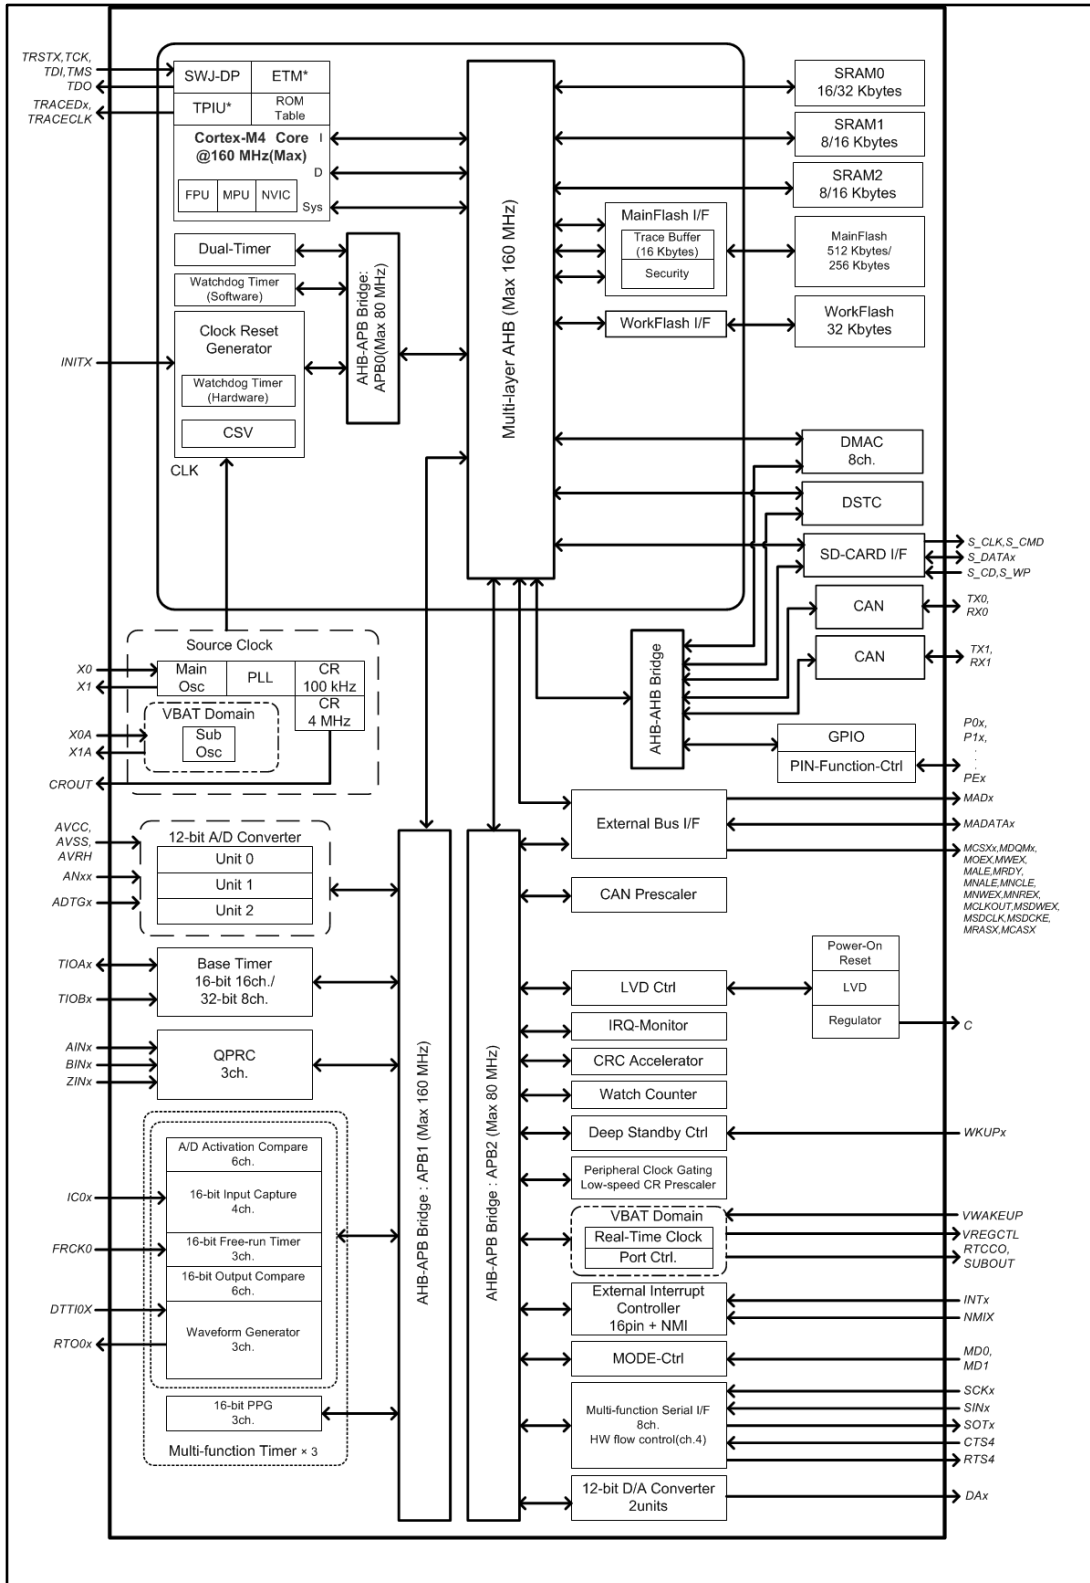 TRSTX,TCK,
TDI,TMS
TDO
TRACEDx,
TRACECLK
SWJ-DP
ETM*
TPIU*
ROM
Table
Cortex-M4 Core
@160 MHz(Max)
I
D
Sys
FPU
MPU
NVIC
Dual-Timer
Watchdog Timer
(Software)
Clock Reset
Generator
Watchdog Timer
(Hardware)
CSV
CLK
INITX
AHB-APB Bridge:
APB0(Max 80 MHz)
Multi-layer AHB (Max 160 MHz)
SRAM0
16/32 Kbytes
SRAM1
8/16 Kbytes
SRAM2
8/16 Kbytes
MainFlash I/F
Trace Buffer
(16 Kbytes)
Security
MainFlash
512 Kbytes/
256 Kbytes
WorkFlash I/F
WorkFlash
32 Kbytes
DMAC
8ch.
DSTC
SD-CARD I/F
S_CLK,S_CMD
S_DATAx
S_CD,S_WP
CAN
TX0,
RX0
CAN
TX1,
RX1
AHB-AHB Bridge
GPIO
PIN-Function-Ctrl
P0x,
P1x,
.
.
.
PEx
Source Clock
X0
X1
Main
Osc
PLL
CR
100 kHz
CR
4 MHz
VBAT Domain
Sub
Osc
X0A
X1A
CROUT
AVCC,
AVSS,
AVRH
ANxx
ADTGx
12-bit A/D Converter
Unit 0
Unit 1
Unit 2
TIOAx
TIOBx
Base Timer
16-bit 16ch./
32-bit 8ch.
AINx
BINx
ZINx
QPRC
3ch.
A/D Activation Compare
6ch.
IC0x
16-bit Input Capture
4ch.
FRCK0
16-bit Free-run Timer
3ch.
16-bit Output Compare
6ch.
DTTI0X
RTO0x
Waveform Generator
3ch.
16-bit PPG
3ch.
Multi-function Timer × 3
AHB-APB Bridge : APB1 (Max 160 MHz)
AHB-APB Bridge : APB2 (Max 80 MHz)
External Bus I/F
MADx
MADATAx
MCSXx,MDQMx,
MOEX,MWEX,
MALE,MRDY,
MNALE,MNCLE,
MNWEX,MNREX,
MCLKOUT,MSDWEX,
MSDCLK,MSDCKE,
MRASX,MCASX
CAN Prescaler
LVD Ctrl
Power-On
Reset
LVD
Regulator
C
IRQ-Monitor
CRC Accelerator
Watch Counter
Deep Standby Ctrl
WKUPx
Peripheral Clock Gating
Low-speed CR Prescaler
VBAT Domain
Real-Time Clock
Port Ctrl.
VWAKEUP
VREGCTL
RTCCO,
SUBOUT
External Interrupt
Controller
16pin + NMI
INTx
NMIX
MODE-Ctrl
MD0,
MD1
Multi-function Serial I/F
8ch.
HW flow control(ch.4)
SCKx
SINx
SOTx
CTS4
RTS4
12-bit D/A Converter
2units
DAx